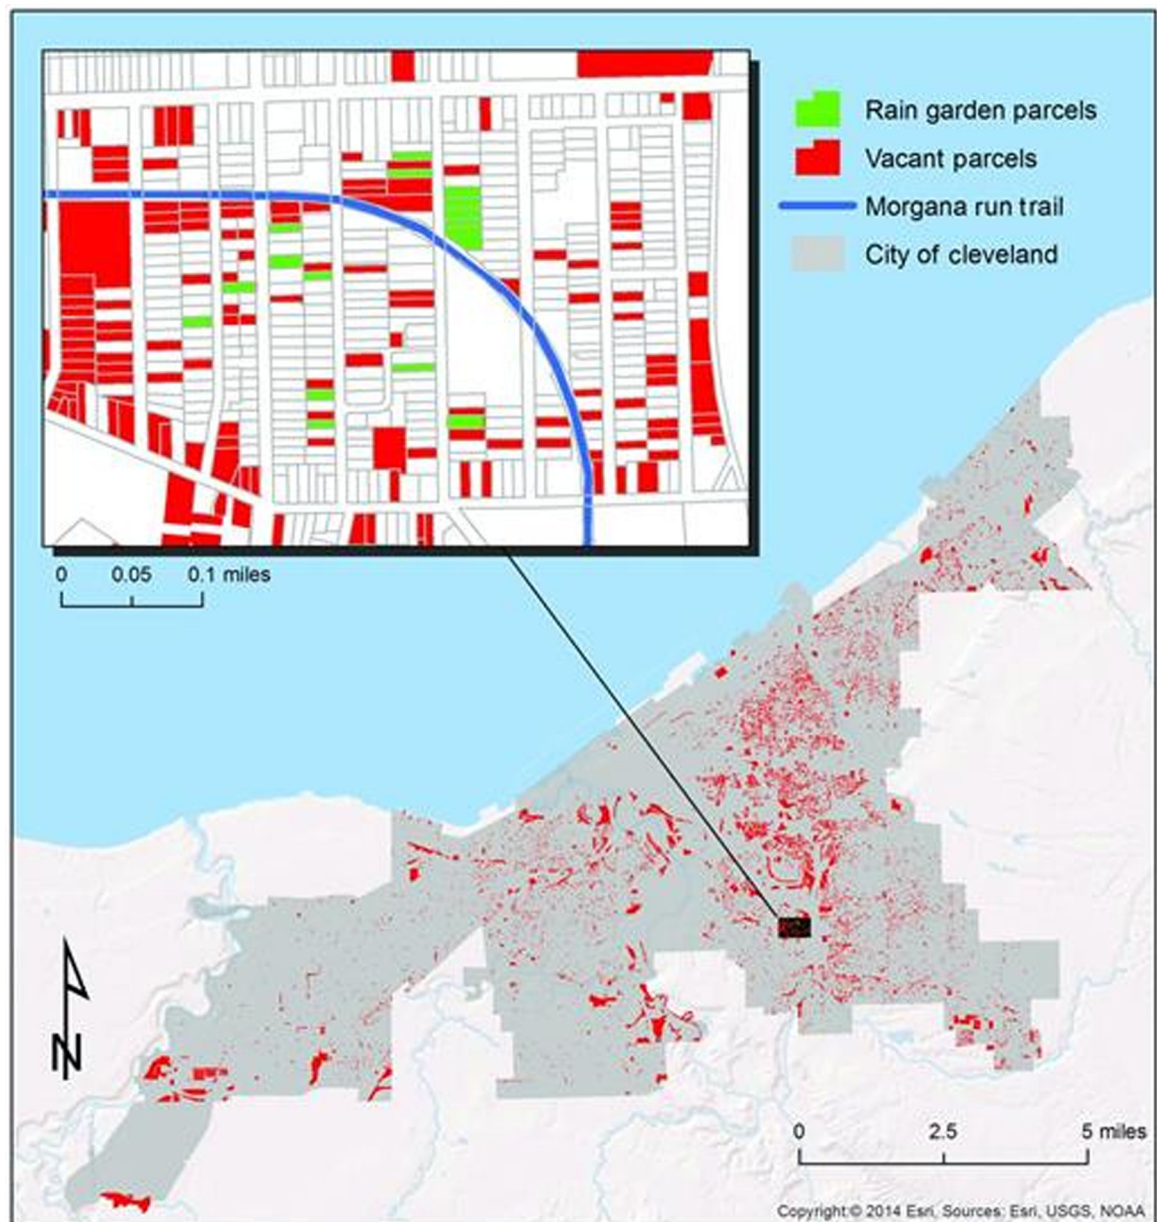 Rain garden parcels
Vacant parcels
Morgana run trail
City of cleveland
0 0.05 0.1 miles
N
0 2.5 5 miles
Copyright:© 2014 Esri, Sources: Esri, USGS, NOAA